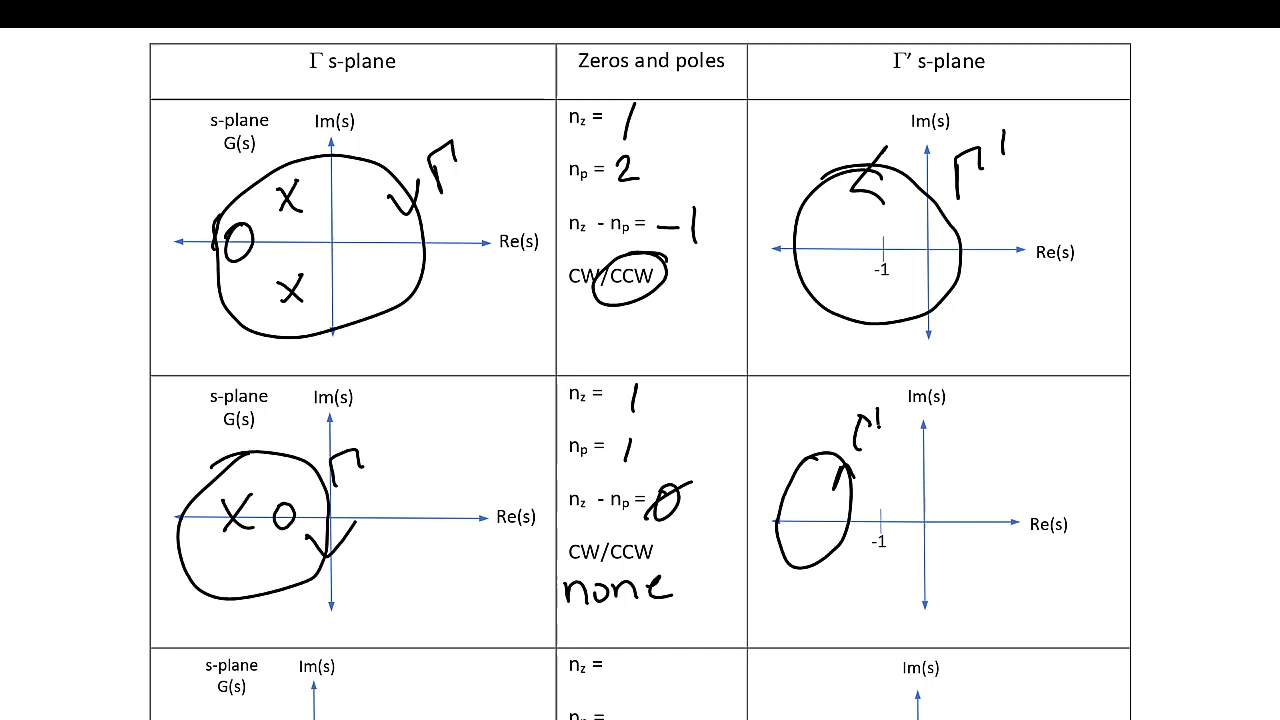 Γ s-plane
Zeros and poles
Γ' s-plane
s-plane
G(s)
Im(s)
Re(s)
Γ
X
O
X
n_z = 1
n_p = 2
n_z - n_p = -1
CW/CCW
Im(s)
Re(s)
-1
Γ'
s-plane
G(s)
Im(s)
Re(s)
Γ
X O
n_z = 1
n_p = 1
n_z - n_p = 0
CW/CCW
none
Im(s)
Re(s)
-1
Γ'
s-plane
G(s)
Im(s)
n_z =
n_p =
Im(s)